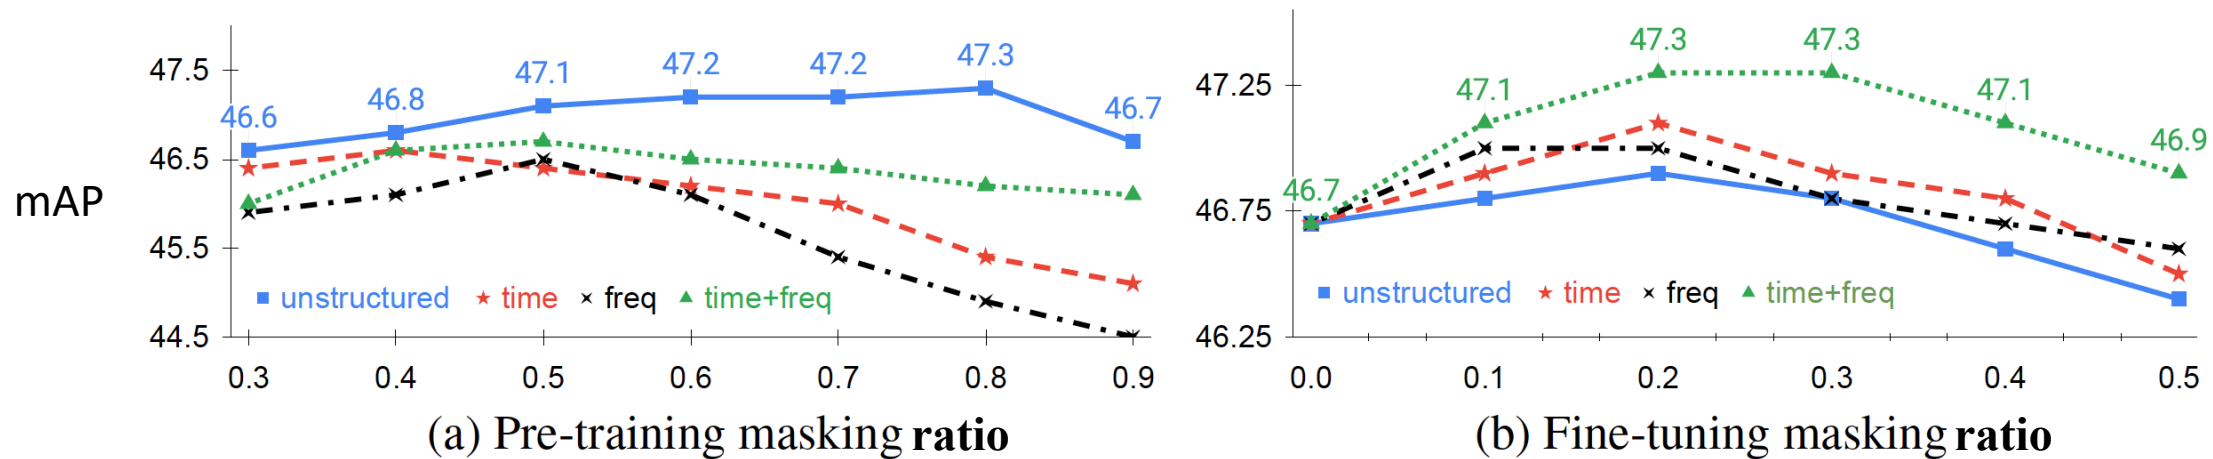 mAP
47.5
46.5
45.5
44.5
46.6
46.8
47.1
47.2
47.2
47.3
46.7
unstructured time freq time+freq
0.3 0.4 0.5 0.6 0.7 0.8 0.9
(a) Pre-training masking ratio
47.25
46.75
46.25
46.7
47.1
47.3
47.3
47.1
46.9
unstructured time freq time+freq
0.0 0.1 0.2 0.3 0.4 0.5
(b) Fine-tuning masking ratio